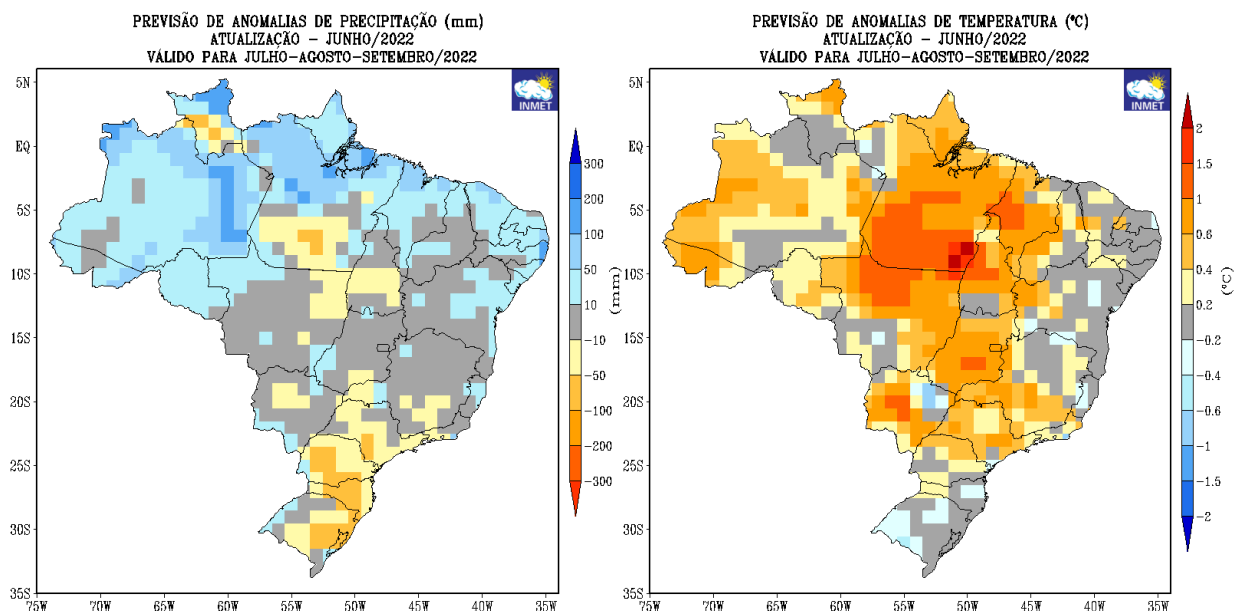 PREVISÃO DE ANOMALIAS DE PRECIPITAÇÃO (mm)
ATUALIZAÇÃO - JUNHO/2022
VÁLIDO PARA JULHO-AGOSTO-SETEMBRO/2022
INMET
5N
EQ
5S
10S
15S
20S
25S
30S
35S
75W 70W 65W 60W 55W 50W 45W 40W 35W
300
200
100
50
10
-10
-50
-100
-200
-300
(mm)
PREVISÃO DE ANOMALIAS DE TEMPERATURA (°C)
ATUALIZAÇÃO - JUNHO/2022
VÁLIDO PARA JULHO-AGOSTO-SETEMBRO/2022
INMET
5N
EQ
5S
10S
15S
20S
25S
30S
35S
75W 70W 65W 60W 55W 50W 45W 40W 35W
2
1.5
1
0.6
0.4
0.2
-0.2
-0.4
-0.6
-1
-1.5
-2
(°C)